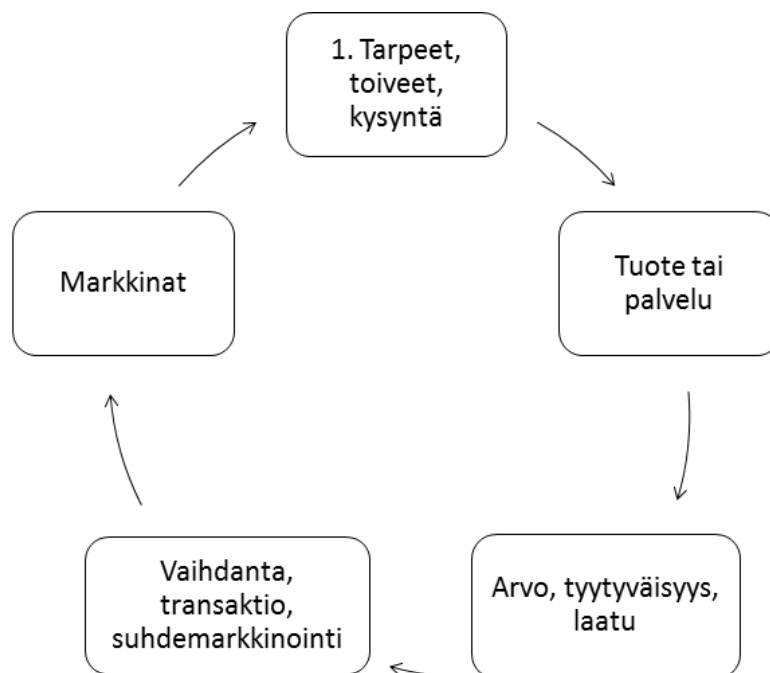 1. Tarpeet,
toiveet,
kysyntä
Tuote tai
palvelu
Arvo, tyytyväisyys,
laatu
Vaihdanta,
transaktio,
suhdemarkkinointi
Markkinat